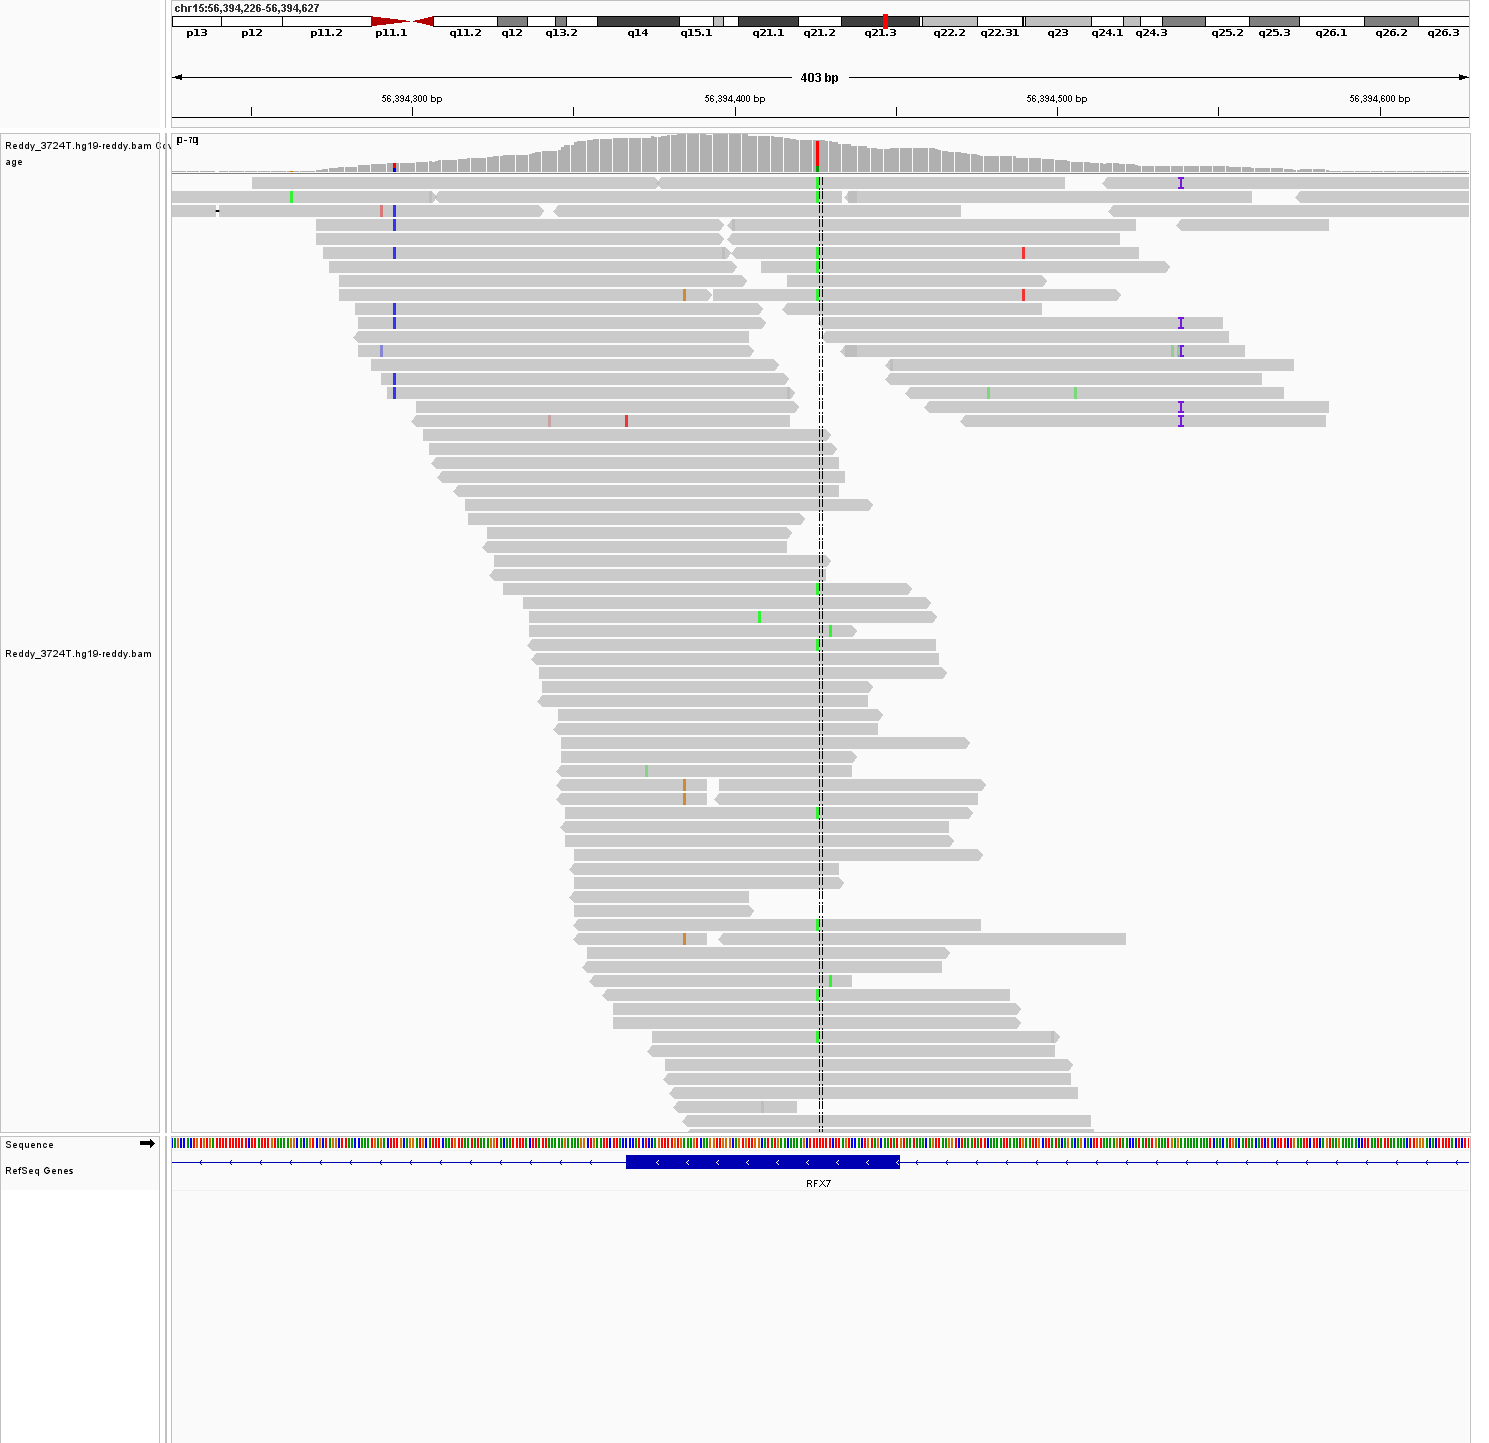 chr15:56,394,226-56,394,627
p13 p12 p11.2 p11.1 q11.2 q12 q13.2 q14 q15.1 q21.1 q21.2 q21.3 q22.2 q22.31 q23 q24.1 q24.3 q25.2 q25.3 q26.1 q26.2 q26.3
403 bp
56,394,300 bp 56,394,400 bp 56,394,500 bp 56,394,600 bp
Reddy_3724T.hg19-reddy.bam Cov
age
Reddy_3724T.hg19-reddy.bam
Sequence
RefSeq Genes
RFX7